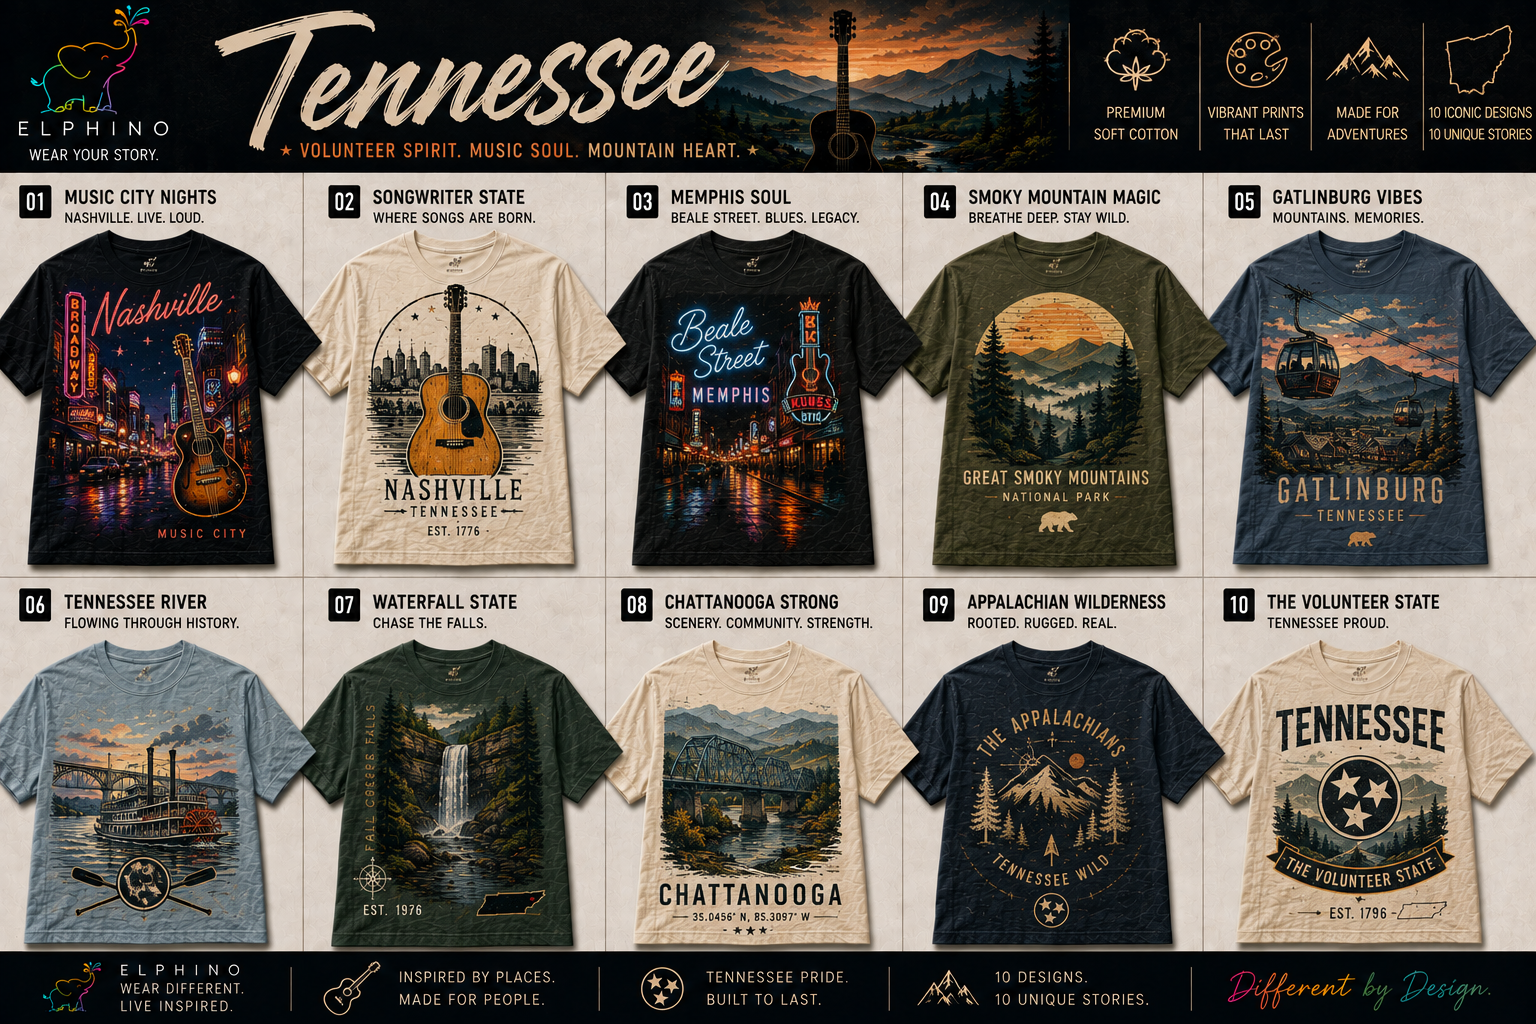 ELPHINO
WEAR YOUR STORY.
Tennessee
★ VOLUNTEER SPIRIT. MUSIC SOUL. MOUNTAIN HEART. ★
PREMIUM
SOFT COTTON
VIBRANT PRINTS
THAT LAST
MADE FOR
ADVENTURES
10 ICONIC DESIGNS
10 UNIQUE STORIES
01 MUSIC CITY NIGHTS
NASHVILLE. LIVE. LOUD.
Nashville
BROADWAY
MUSIC CITY
02 SONGWRITER STATE
WHERE SONGS ARE BORN.
NASHVILLE
TENNESSEE
EST. 1776
03 MEMPHIS SOUL
BEALE STREET. BLUES. LEGACY.
Beale
Street
MEMPHIS
04 SMOKY MOUNTAIN MAGIC
BREATHE DEEP. STAY WILD.
GREAT SMOKY MOUNTAINS
NATIONAL PARK
05 GATLINBURG VIBES
MOUNTAINS. MEMORIES.
GATLINBURG
TENNESSEE
06 TENNESSEE RIVER
FLOWING THROUGH HISTORY.
07 WATERFALL STATE
CHASE THE FALLS.
EST. 1976
08 CHATTANOOGA STRONG
SCENERY. COMMUNITY. STRENGTH.
CHATTANOOGA
35.0456° N, 85.3097° W
09 APPALACHIAN WILDERNESS
ROOTED. RUGGED. REAL.
THE APPALACHIANS
TENNESSEE WILD
10 THE VOLUNTEER STATE
TENNESSEE PROUD.
TENNESSEE
THE VOLUNTEER STATE
EST. 1796
ELPHINO
WEAR DIFFERENT.
LIVE INSPIRED.
INSPIRED BY PLACES.
MADE FOR PEOPLE.
TENNESSEE PRIDE.
BUILT TO LAST.
10 DESIGNS.
10 UNIQUE STORIES.
Different by Design.